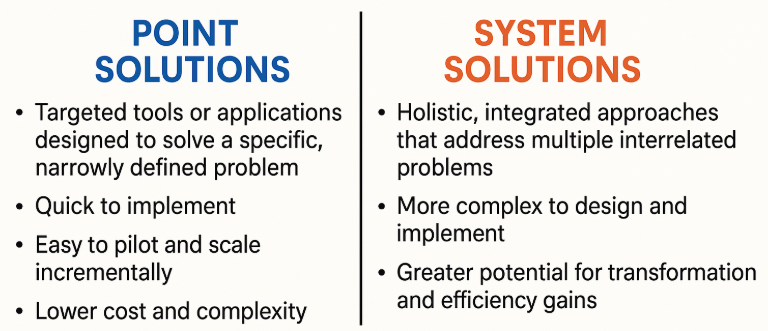 POINT
SOLUTIONS
• Targeted tools or applications
designed to solve a specific,
narrowly defined problem
• Quick to implement
• Easy to pilot and scale
incrementally
• Lower cost and complexity
SYSTEM
SOLUTIONS
• Holistic, integrated approaches
that address multiple interrelated
problems
• More complex to design and
implement
• Greater potential for transformation
and efficiency gains